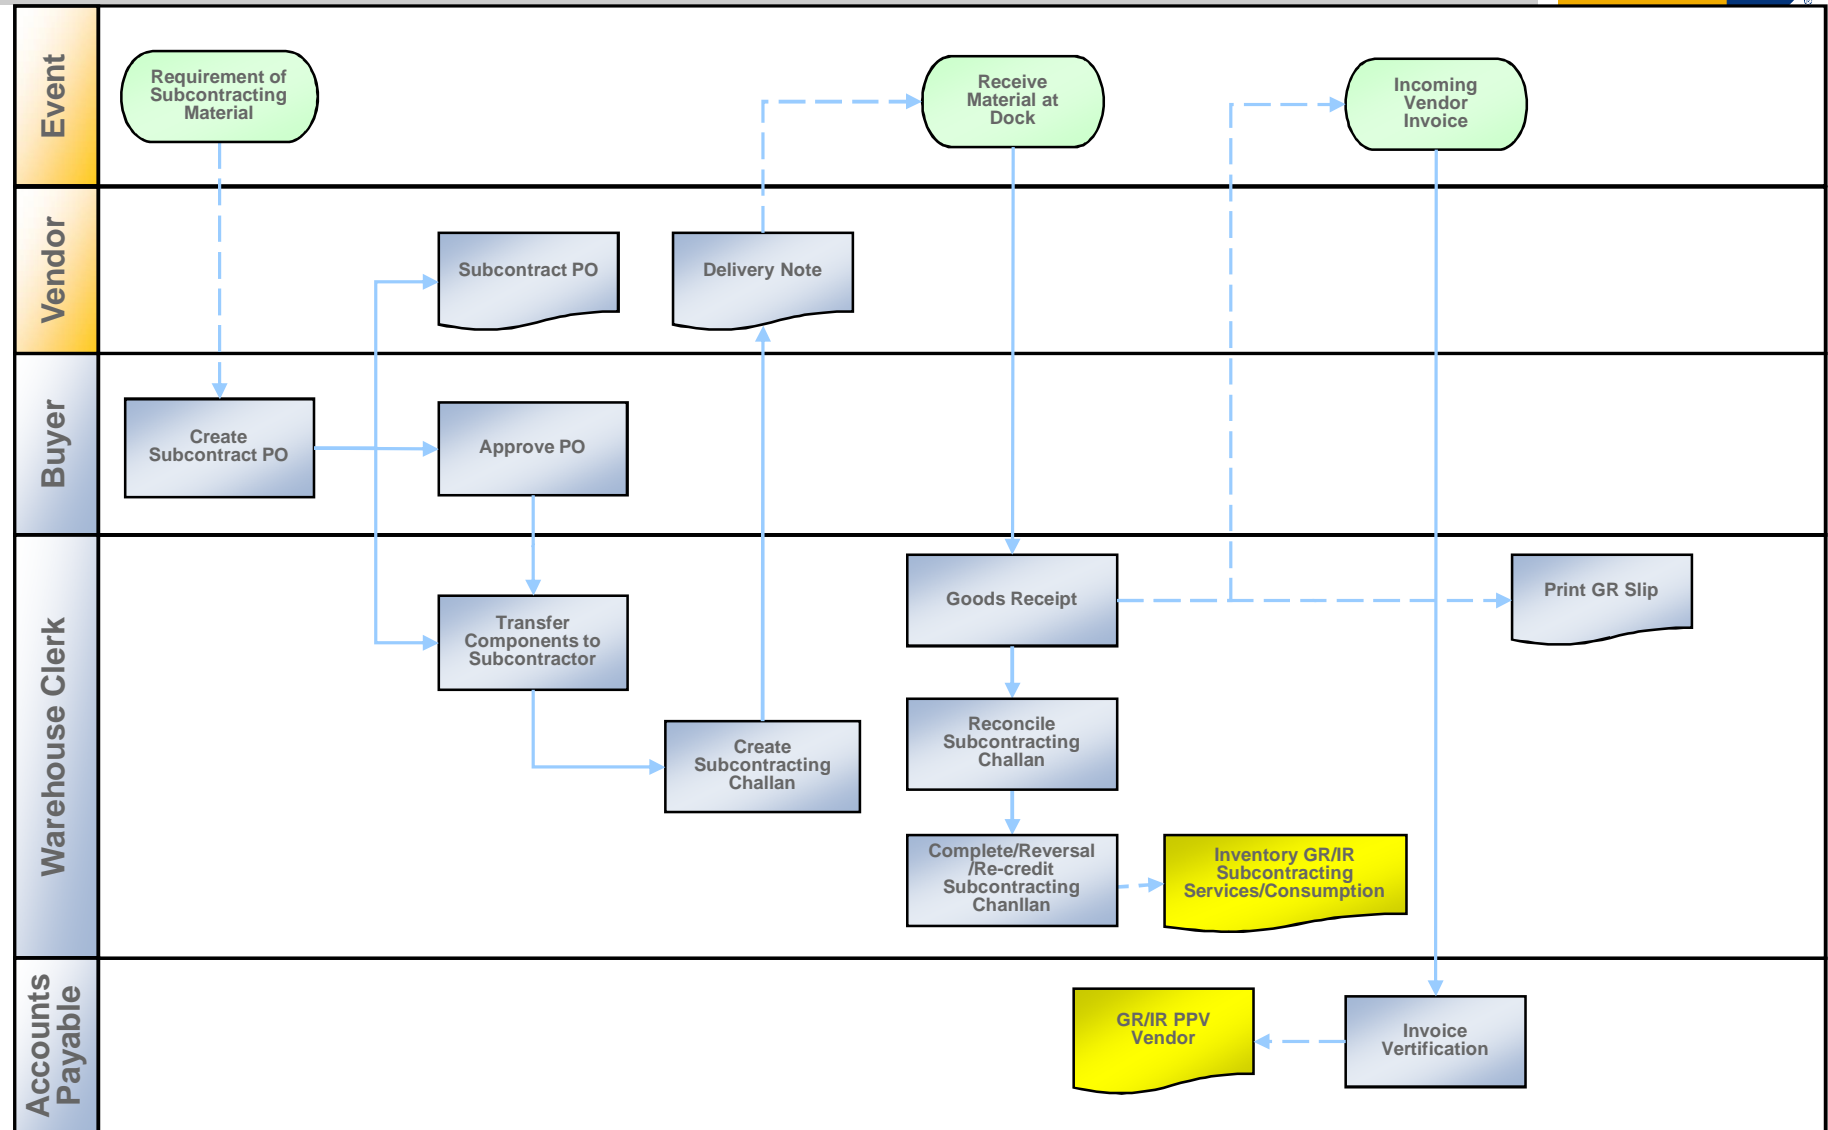 Event
Requirement of
Subcontracting
Material
Receive
Material at
Dock
Incoming
Vendor
Invoice
Vendor
Subcontract PO
Delivery Note
Buyer
Create
Subcontract PO
Approve PO
Warehouse Clerk
Transfer
Components to
Subcontractor
Create
Subcontracting
Challan
Goods Receipt
Print GR Slip
Reconcile
Subcontracting
Challan
Complete/Reversal
/Re-credit
Subcontracting
Chanllan
Inventory GR/IR
Subcontracting
Services/Consumption
Accounts
Payable
GR/IR PPV
Vendor
Invoice
Vertification